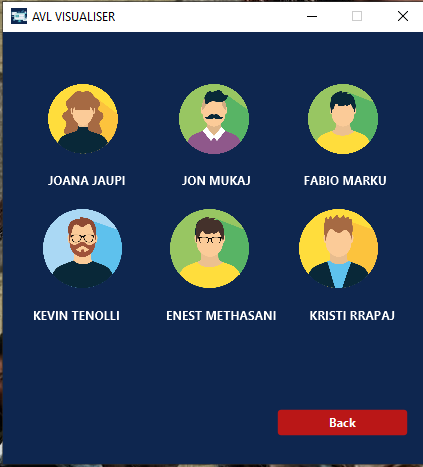 AVL VISUALISER
JOANA JAUPI JON MUKAJ FABIO MARKU
KEVIN TENOLLI ENEST METHASANI KRISTI RRAPAJ
Back